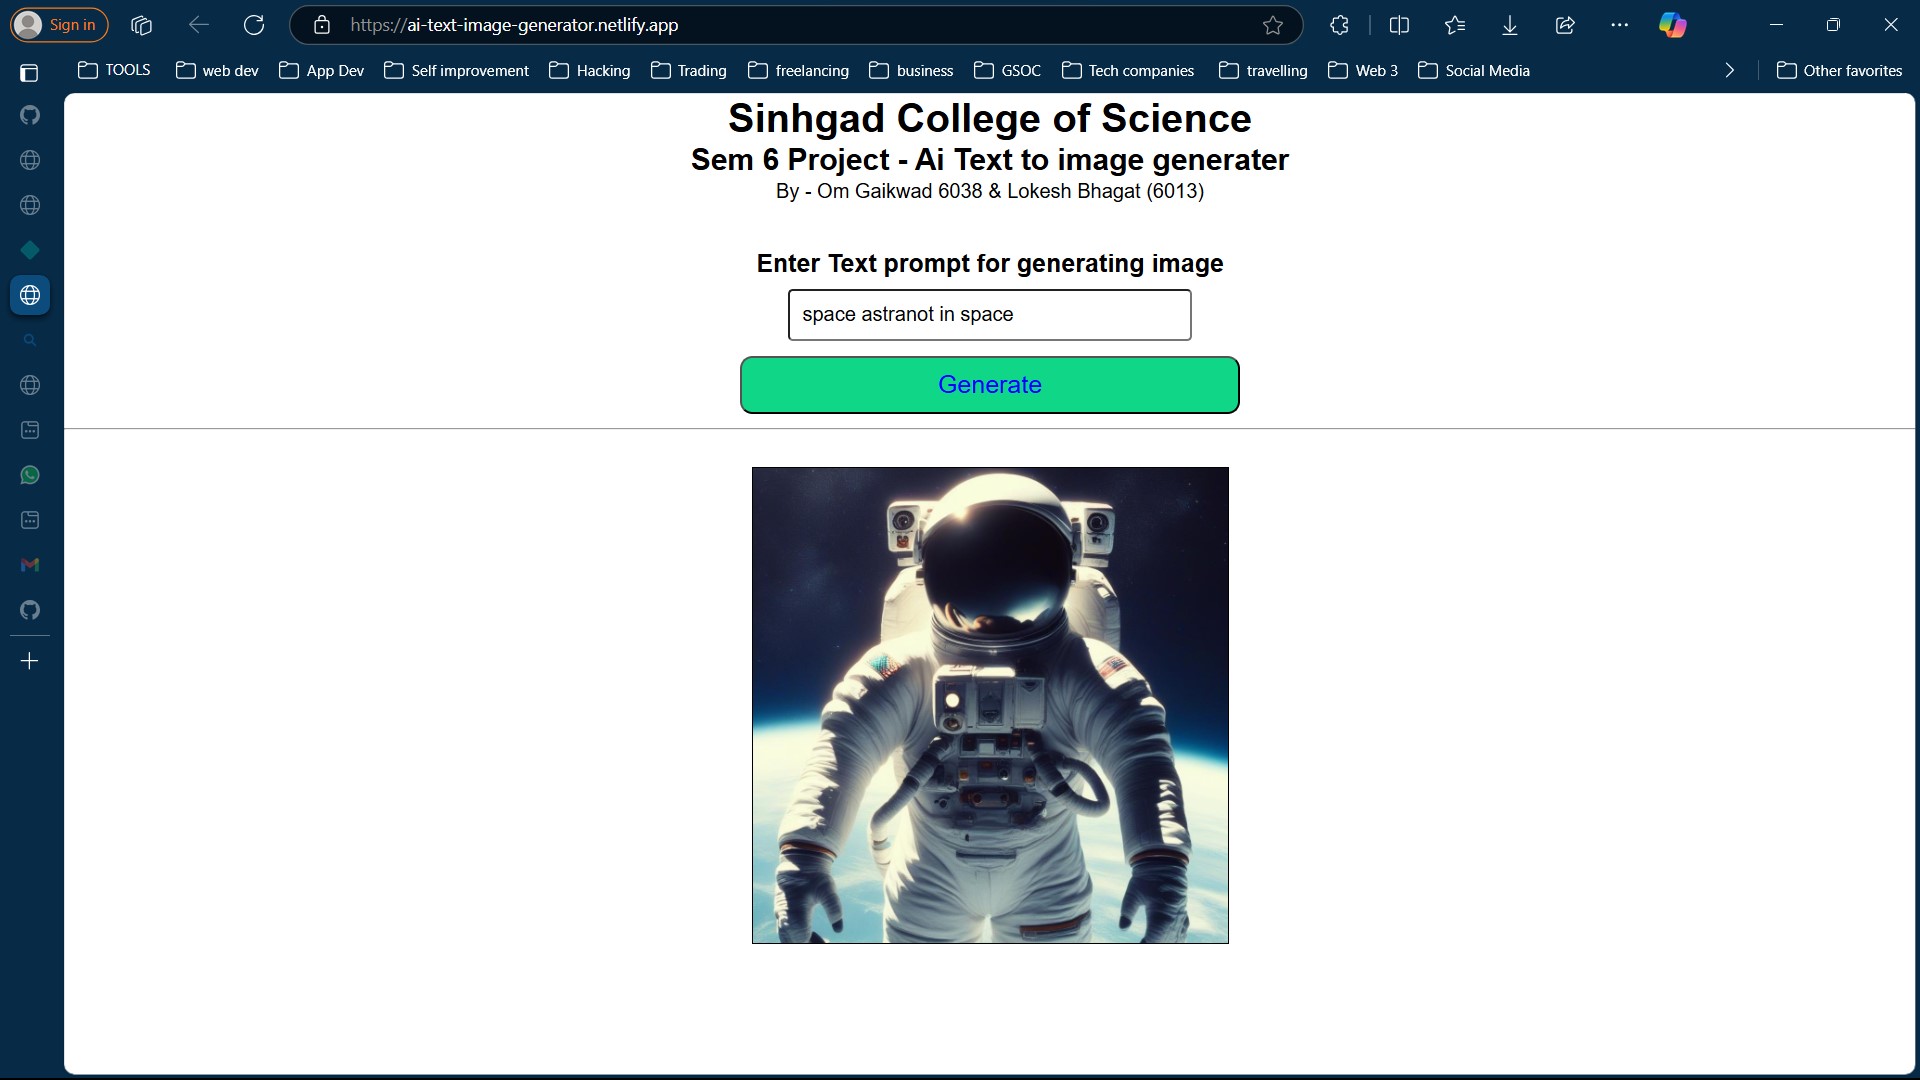 Sign in
https://ai-text-image-generator.netlify.app
TOOLS web dev App Dev Self improvement Hacking Trading freelancing business GSOC Tech companies travelling Web 3 Social Media Other favorites
Sinhgad College of Science
Sem 6 Project - Ai Text to image generater
By - Om Gaikwad 6038 & Lokesh Bhagat (6013)
Enter Text prompt for generating image
space astranot in space
Generate